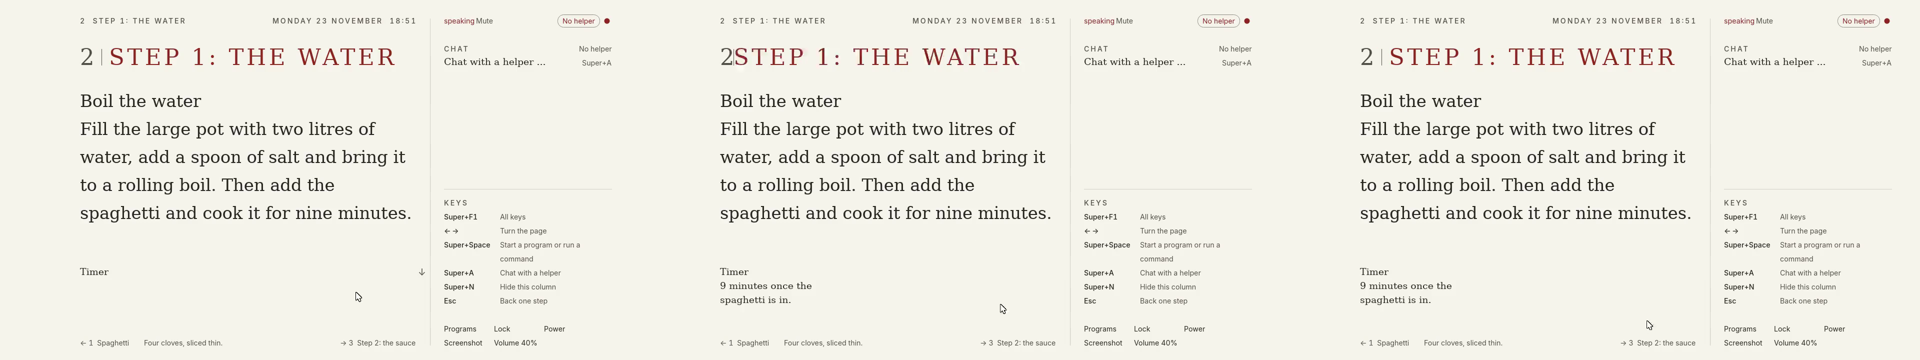 2 STEP 1: THE WATER
MONDAY 23 NOVEMBER 18:51
2 STEP 1: THE WATER
Boil the water
Fill the large pot with two litres of
water, add a spoon of salt and bring it
to a rolling boil. Then add the
spaghetti and cook it for nine minutes.
Timer ↓
← 1 Spaghetti Four cloves, sliced thin.
→ 3 Step 2: the sauce
speaking Mute No helper
CHAT No helper
Chat with a helper ... Super+A
KEYS
Super+F1 All keys
← → Turn the page
Super+Space Start a program or run a
command
Super+A Chat with a helper
Super+N Hide this column
Esc Back one step
Programs Lock Power
Screenshot Volume 40%
2 STEP 1: THE WATER
MONDAY 23 NOVEMBER 18:51
2 STEP 1: THE WATER
Boil the water
Fill the large pot with two litres of
water, add a spoon of salt and bring it
to a rolling boil. Then add the
spaghetti and cook it for nine minutes.
Timer
9 minutes once the
spaghetti is in.
← 1 Spaghetti Four cloves, sliced thin.
→ 3 Step 2: the sauce
speaking Mute No helper
CHAT No helper
Chat with a helper ... Super+A
KEYS
Super+F1 All keys
← → Turn the page
Super+Space Start a program or run a
command
Super+A Chat with a helper
Super+N Hide this column
Esc Back one step
Programs Lock Power
Screenshot Volume 40%
2 STEP 1: THE WATER
MONDAY 23 NOVEMBER 18:51
2 STEP 1: THE WATER
Boil the water
Fill the large pot with two litres of
water, add a spoon of salt and bring it
to a rolling boil. Then add the
spaghetti and cook it for nine minutes.
Timer
9 minutes once the
spaghetti is in.
← 1 Spaghetti Four cloves, sliced thin.
→ 3 Step 2: the sauce
speaking Mute No helper
CHAT No helper
Chat with a helper ... Super+A
KEYS
Super+F1 All keys
← → Turn the page
Super+Space Start a program or run a
command
Super+A Chat with a helper
Super+N Hide this column
Esc Back one step
Programs Lock Power
Screenshot Volume 40%